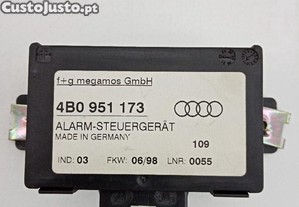 CustoJusto.pt
f+g megamos GmbH
4B0 951 173
ALARM-STEUERGERÄT
MADE IN GERMANY
109
IND: 03 FKW: 06/98 LNR: 0055